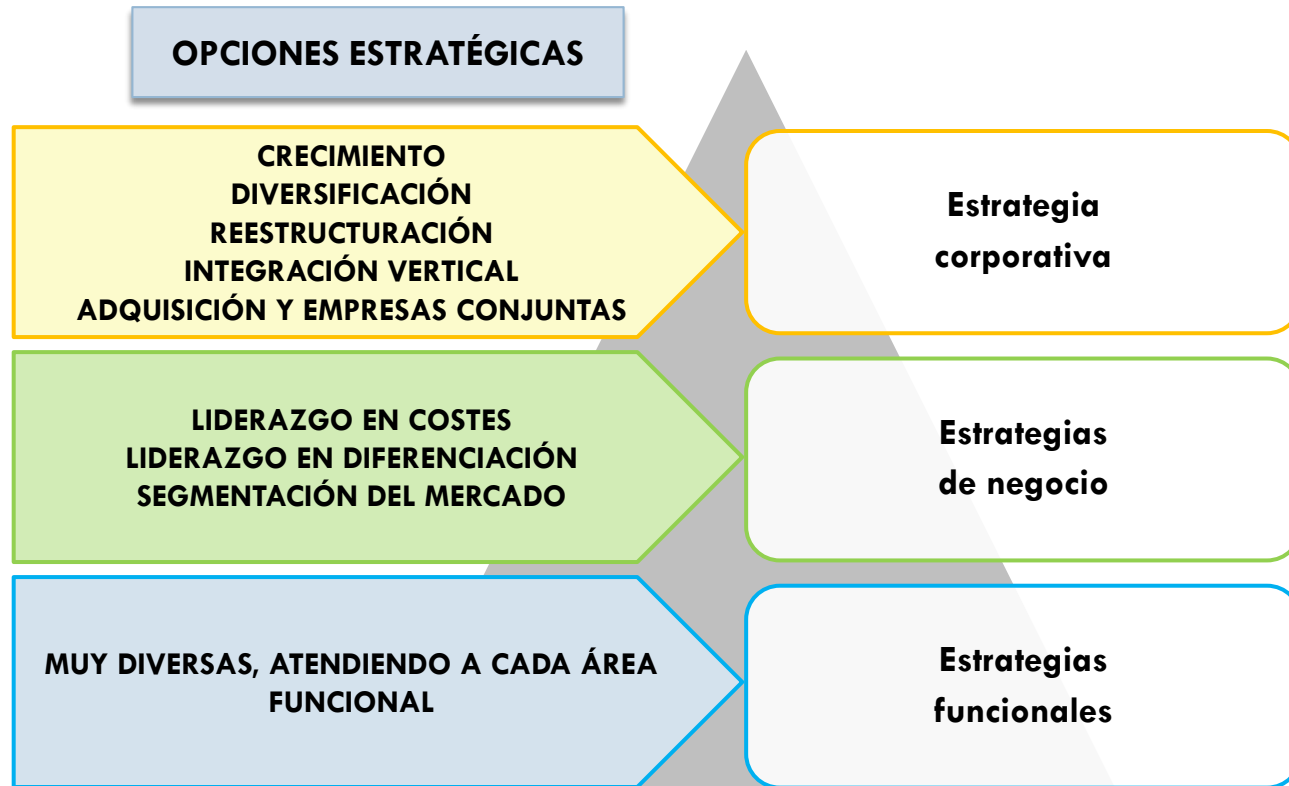 OPCIONES ESTRATÉGICAS
CRECIMIENTO
DIVERSIFICACIÓN
REESTRUCTURACIÓN
INTEGRACIÓN VERTICAL
ADQUISICIÓN Y EMPRESAS CONJUNTAS
Estrategia
corporativa
LIDERAZGO EN COSTES
LIDERAZGO EN DIFERENCIACIÓN
SEGMENTACIÓN DEL MERCADO
Estrategias
de negocio
MUY DIVERSAS, ATENDIENDO A CADA ÁREA
FUNCIONAL
Estrategias
funcionales